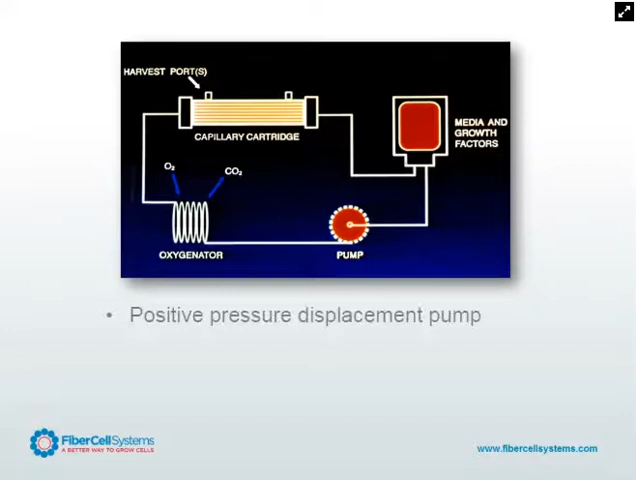 HARVEST PORT(S)
CAPILLARY CARTRIDGE
MEDIA AND
GROWTH
FACTORS
O₂
CO₂
OXYGENATOR
PUMP
• Positive pressure displacement pump
FiberCellSystems
A BETTER WAY TO GROW CELLS
www.fibercellsystems.com